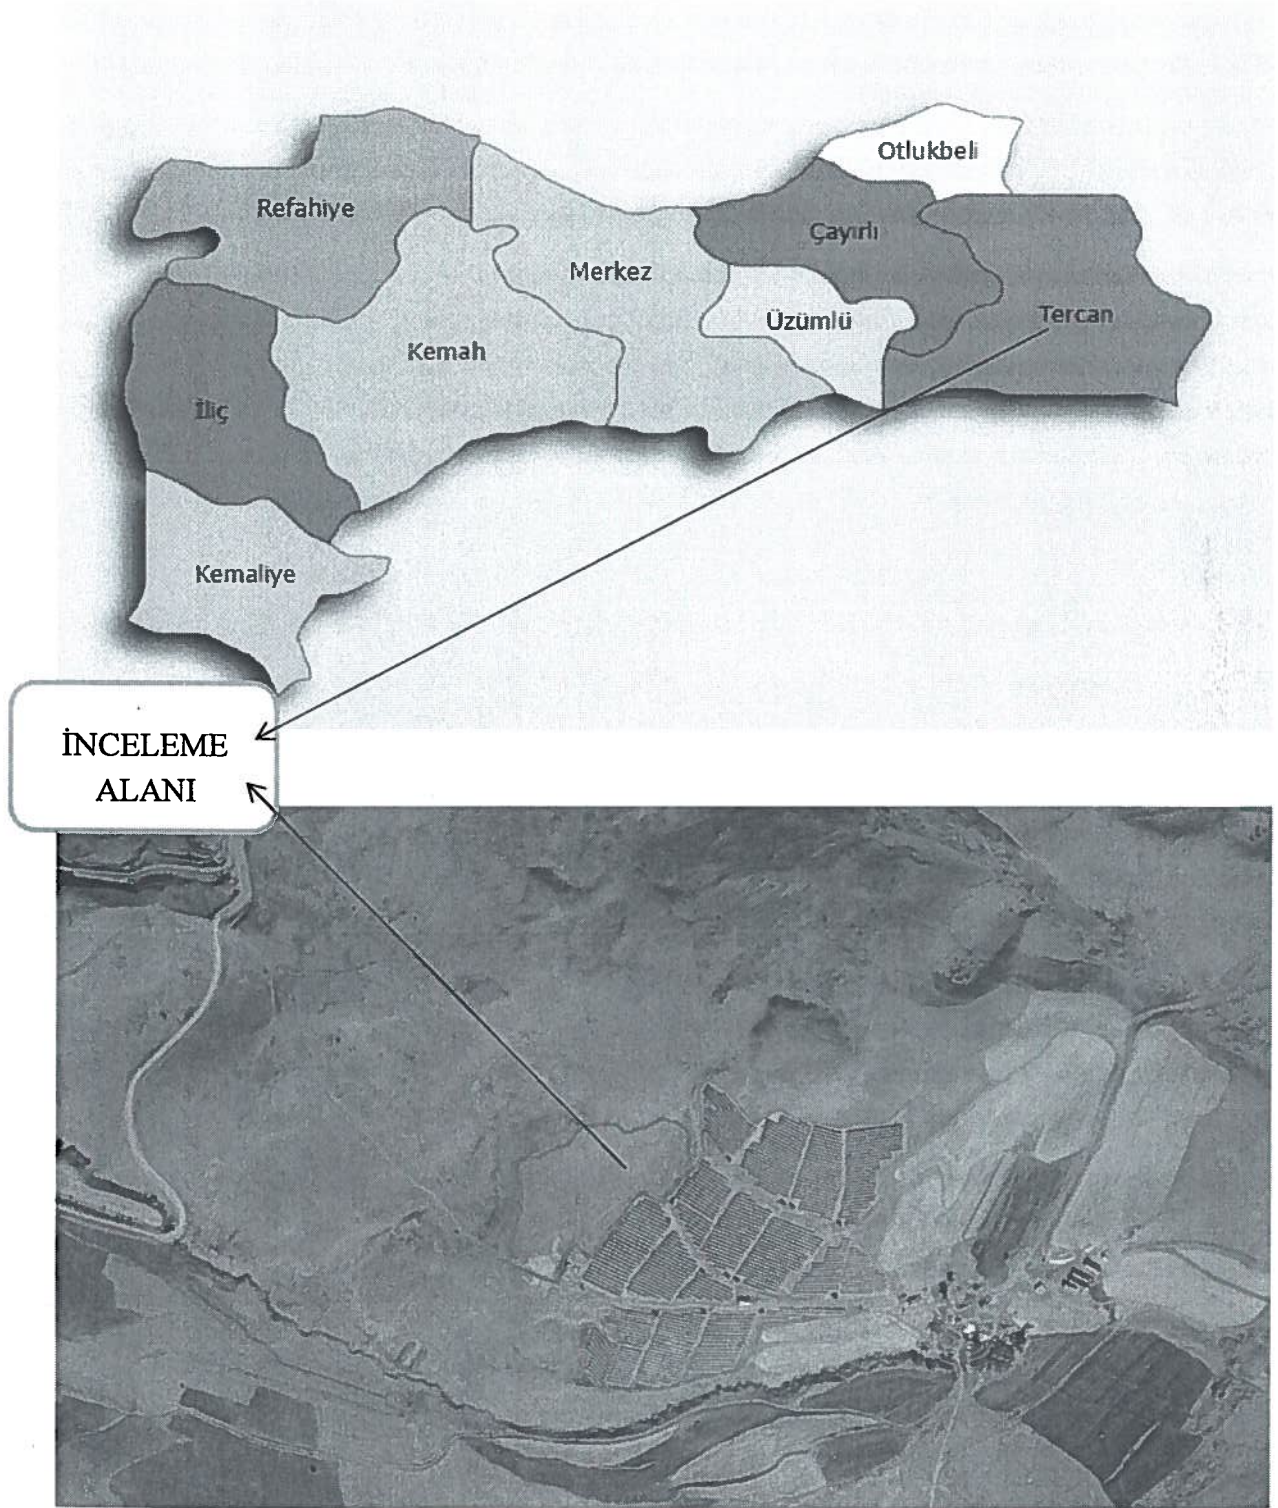 Otlukbeli
Refahiye
Çayırlı
Merkez
Tercan
Üzümlü
Kemah
İliç
Kemaliye
İNCELEME
ALANI